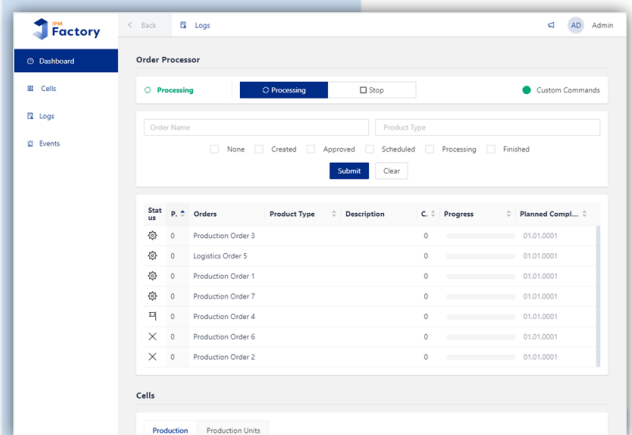 IPM
Factory
Back
Logs
AD
Admin
Dashboard
Cells
Logs
Events
Order Processor
Processing
Processing
Stop
Custom Commands
Order Name
Product Type
None
Created
Approved
Scheduled
Processing
Finished
Submit
Clear
Stat
us
P.
Orders
Product Type
Description
C.
Progress
Planned Compl...
0 Production Order 3 0 01.01.0001
0 Logistics Order 5 0 01.01.0001
0 Production Order 1 0 01.01.0001
0 Production Order 7 0 01.01.0001
0 Production Order 4 0 01.01.0001
0 Production Order 6 0 01.01.0001
0 Production Order 2 0 01.01.0001
Cells
Production
Production Units